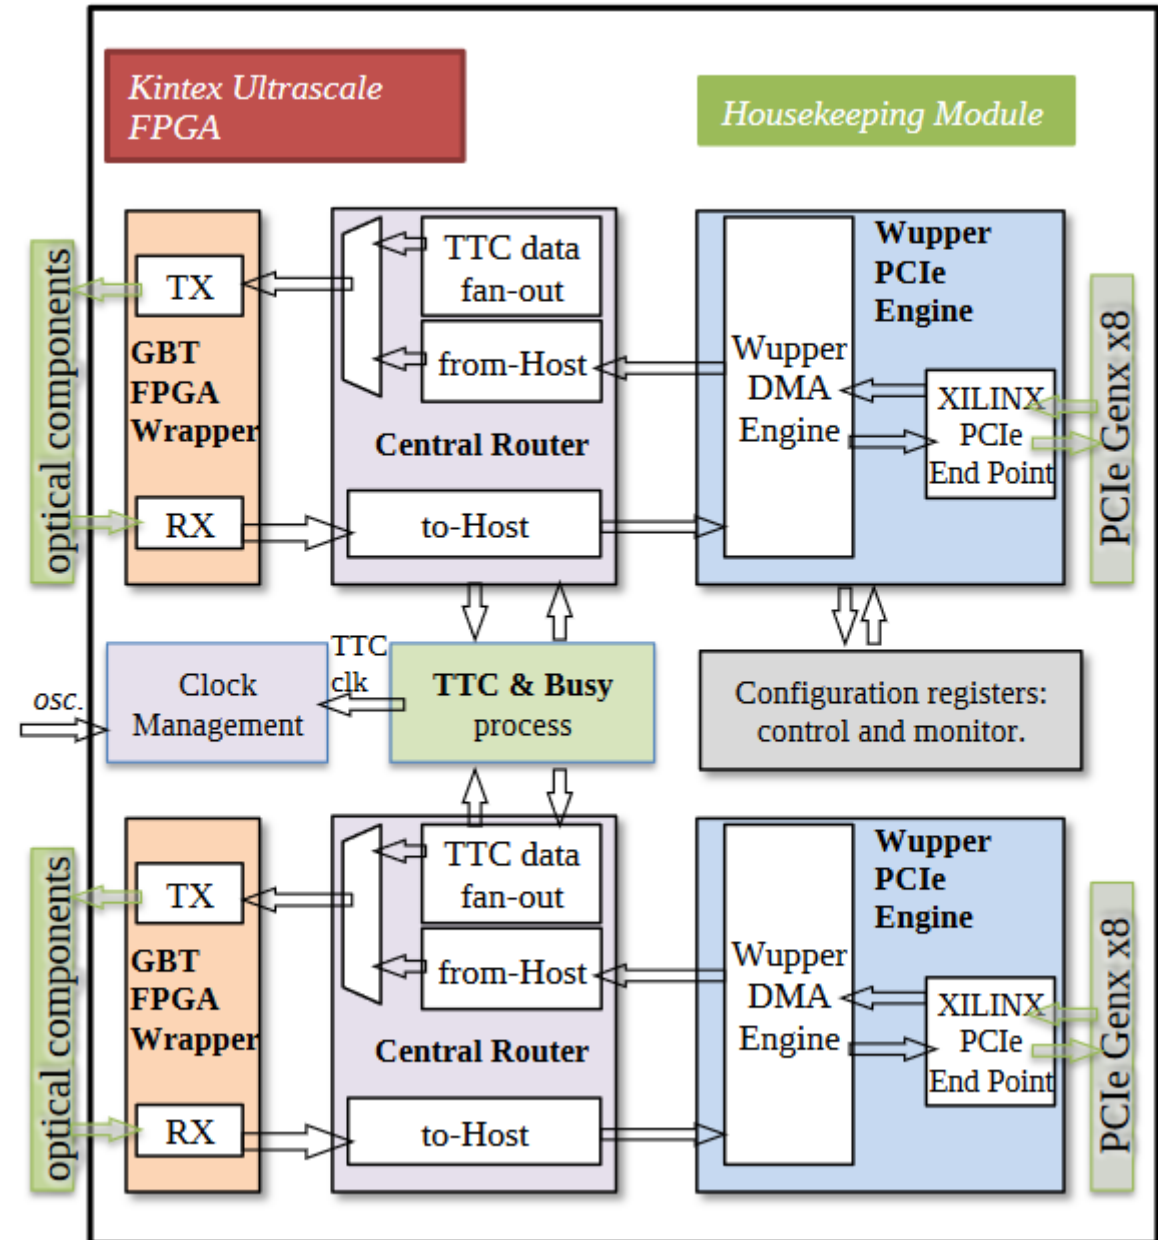 Kintex Ultrascale
FPGA
Housekeeping Module
optical components
TX
GBT
FPGA
Wrapper
RX
TTC data
fan-out
from-Host
Central Router
to-Host
Wupper
DMA
Engine
Wupper
PCIe
Engine
XILINX
PCIe
End Point
PCIe Genx x8
osc.
Clock
Management
TTC
clk
TTC & Busy
process
Configuration registers:
control and monitor.
optical components
TX
GBT
FPGA
Wrapper
RX
TTC data
fan-out
from-Host
Central Router
to-Host
Wupper
DMA
Engine
Wupper
PCIe
Engine
XILINX
PCIe
End Point
PCIe Genx x8